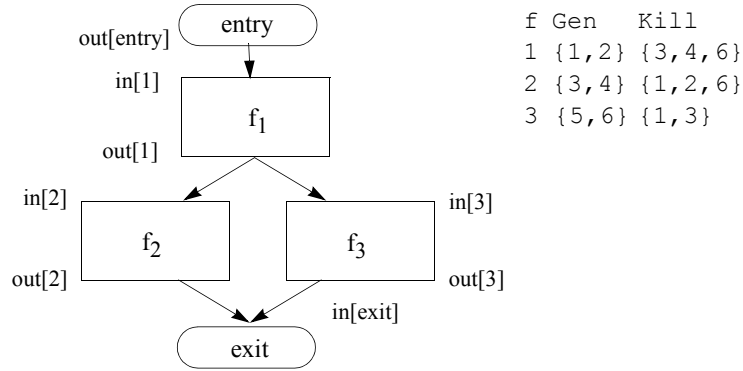 entry
out[entry]
in[1]
f1
out[1]
in[2]
f2
out[2]
in[3]
f3
out[3]
in[exit]
exit
f Gen Kill
1 {1,2} {3,4,6}
2 {3,4} {1,2,6}
3 {5,6} {1,3}